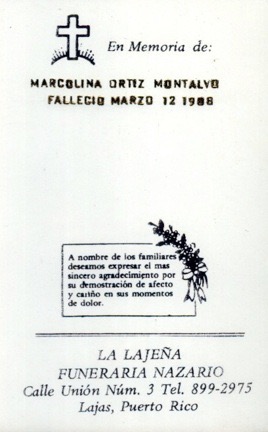 En Memoria de:
MARCOLINA ORTIZ MONTALVO
FALLECIO MARZO 12 1988
A nombre de los familiares
deseamos expresar el mas
sincero agradecimiento por
su demostración de afecto
y cariño en sus momentos
de dolor.
LA LAJEÑA
FUNERARIA NAZARIO
Calle Unión Núm. 3 Tel. 899-2975
Lajas, Puerto Rico